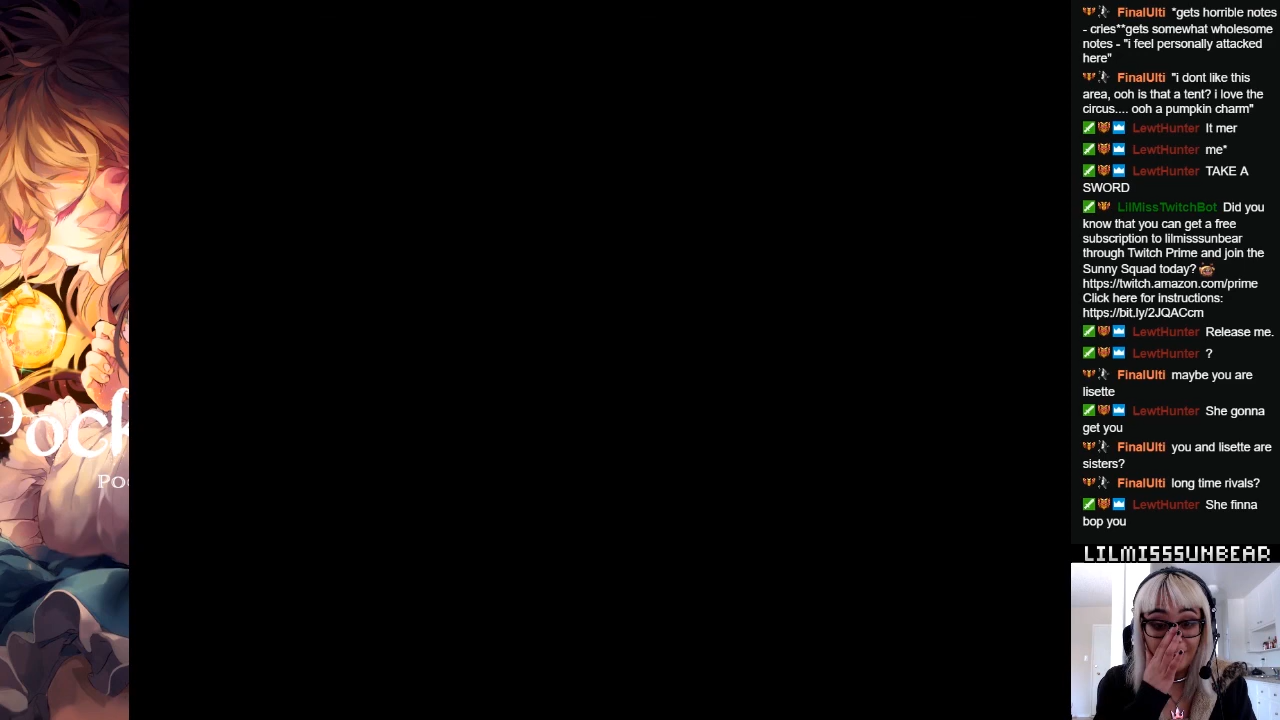 FinalUlti "gets horrible notes
- cries**gets somewhat wholesome
notes - "i feel personally attacked
here"
FinalUlti "i dont like this
area, ooh is that a tent? i love the
circus.... ooh a pumpkin charm"
LewtHunter It mer
LewtHunter me*
LewtHunter TAKE A
SWORD
LilMissTwitchBot Did you
know that you can get a free
subscription to lilmisssunbear
through Twitch Prime and join the
Sunny Squad today?
https://twitch.amazon.com/prime
Click here for instructions:
https://bit.ly/2JQACcm
LewtHunter Release me.
LewtHunter ?
FinalUlti maybe you are
lisette
LewtHunter She gonna
get you
FinalUlti you and lisette are
sisters?
FinalUlti long time rivals?
LewtHunter She finna
bop you
LILMISSSUNBEAR
Pock
Po